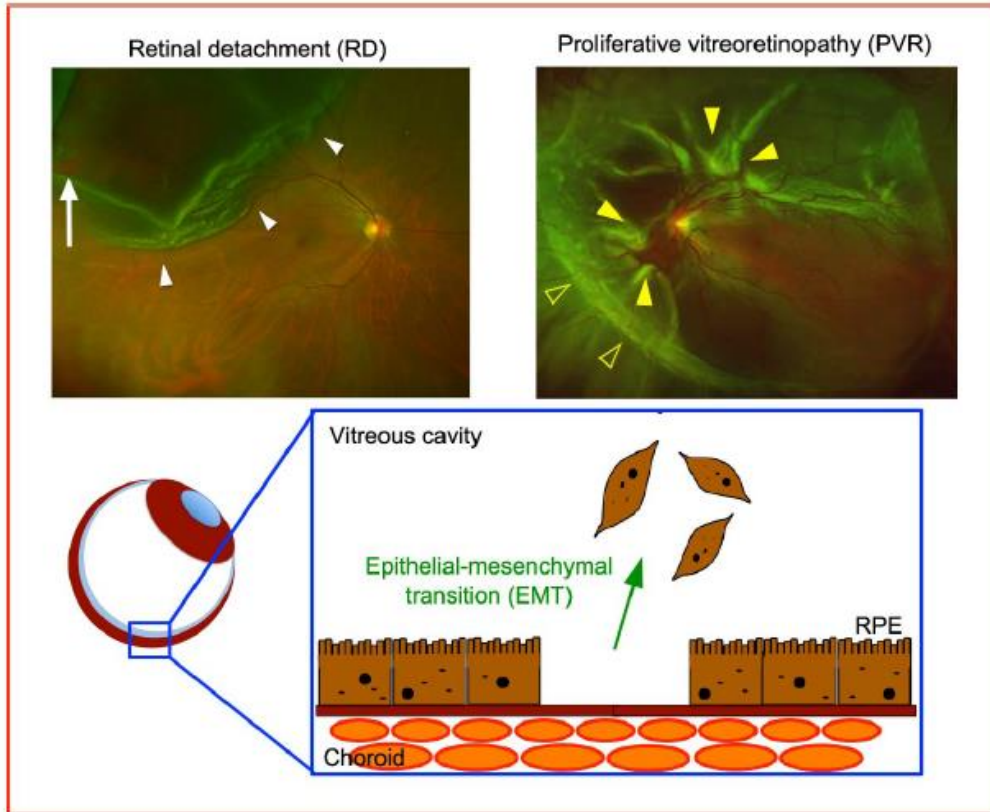 Retinal detachment (RD)
Proliferative vitreoretinopathy (PVR)
Vitreous cavity
Epithelial-mesenchymal
transition (EMT)
RPE
Choroid